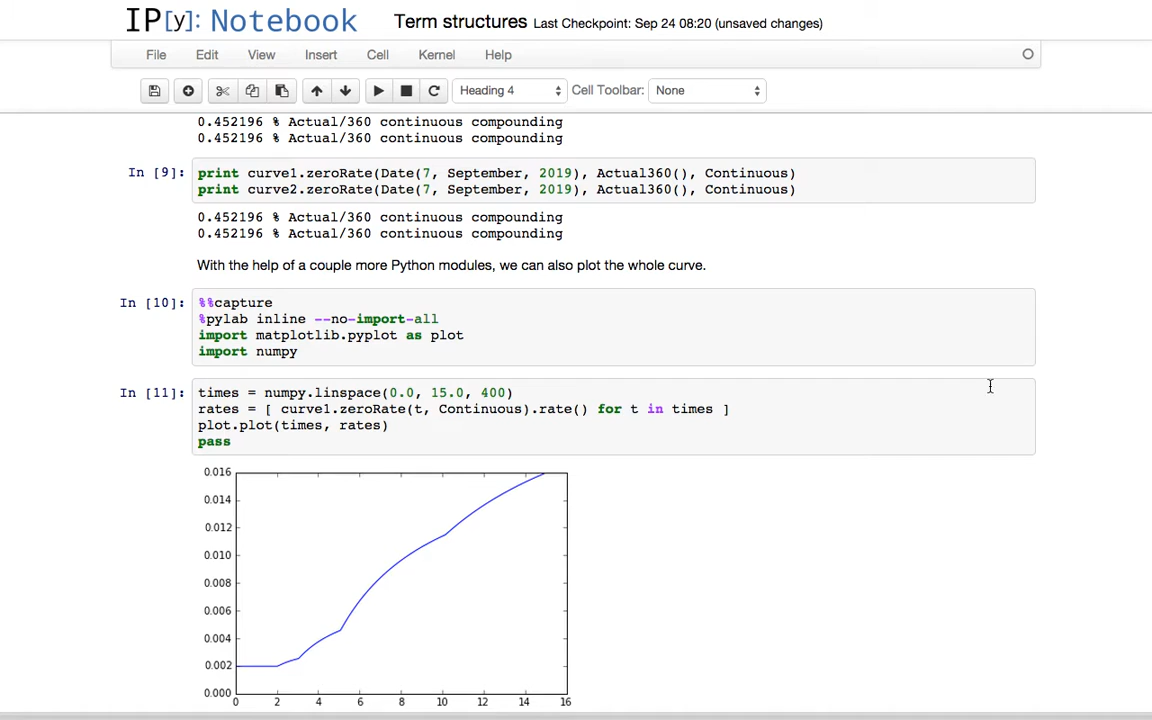 IP[y]: Notebook Term structures Last Checkpoint: Sep 24 08:20 (unsaved changes)
File Edit View Insert Cell Kernel Help
Heading 4 Cell Toolbar: None
0.452196 % Actual/360 continuous compounding
0.452196 % Actual/360 continuous compounding
In [9]: print curve1.zeroRate(Date(7, September, 2019), Actual360(), Continuous)
print curve2.zeroRate(Date(7, September, 2019), Actual360(), Continuous)
0.452196 % Actual/360 continuous compounding
0.452196 % Actual/360 continuous compounding
With the help of a couple more Python modules, we can also plot the whole curve.
In [10]: %%capture
%pylab inline --no-import-all
import matplotlib.pyplot as plot
import numpy
In [11]: times = numpy.linspace(0.0, 15.0, 400)
rates = [ curve1.zeroRate(t, Continuous).rate() for t in times ]
plot.plot(times, rates)
pass
0.016
0.014
0.012
0.010
0.008
0.006
0.004
0.002
0.000
0 2 4 6 8 10 12 14 16